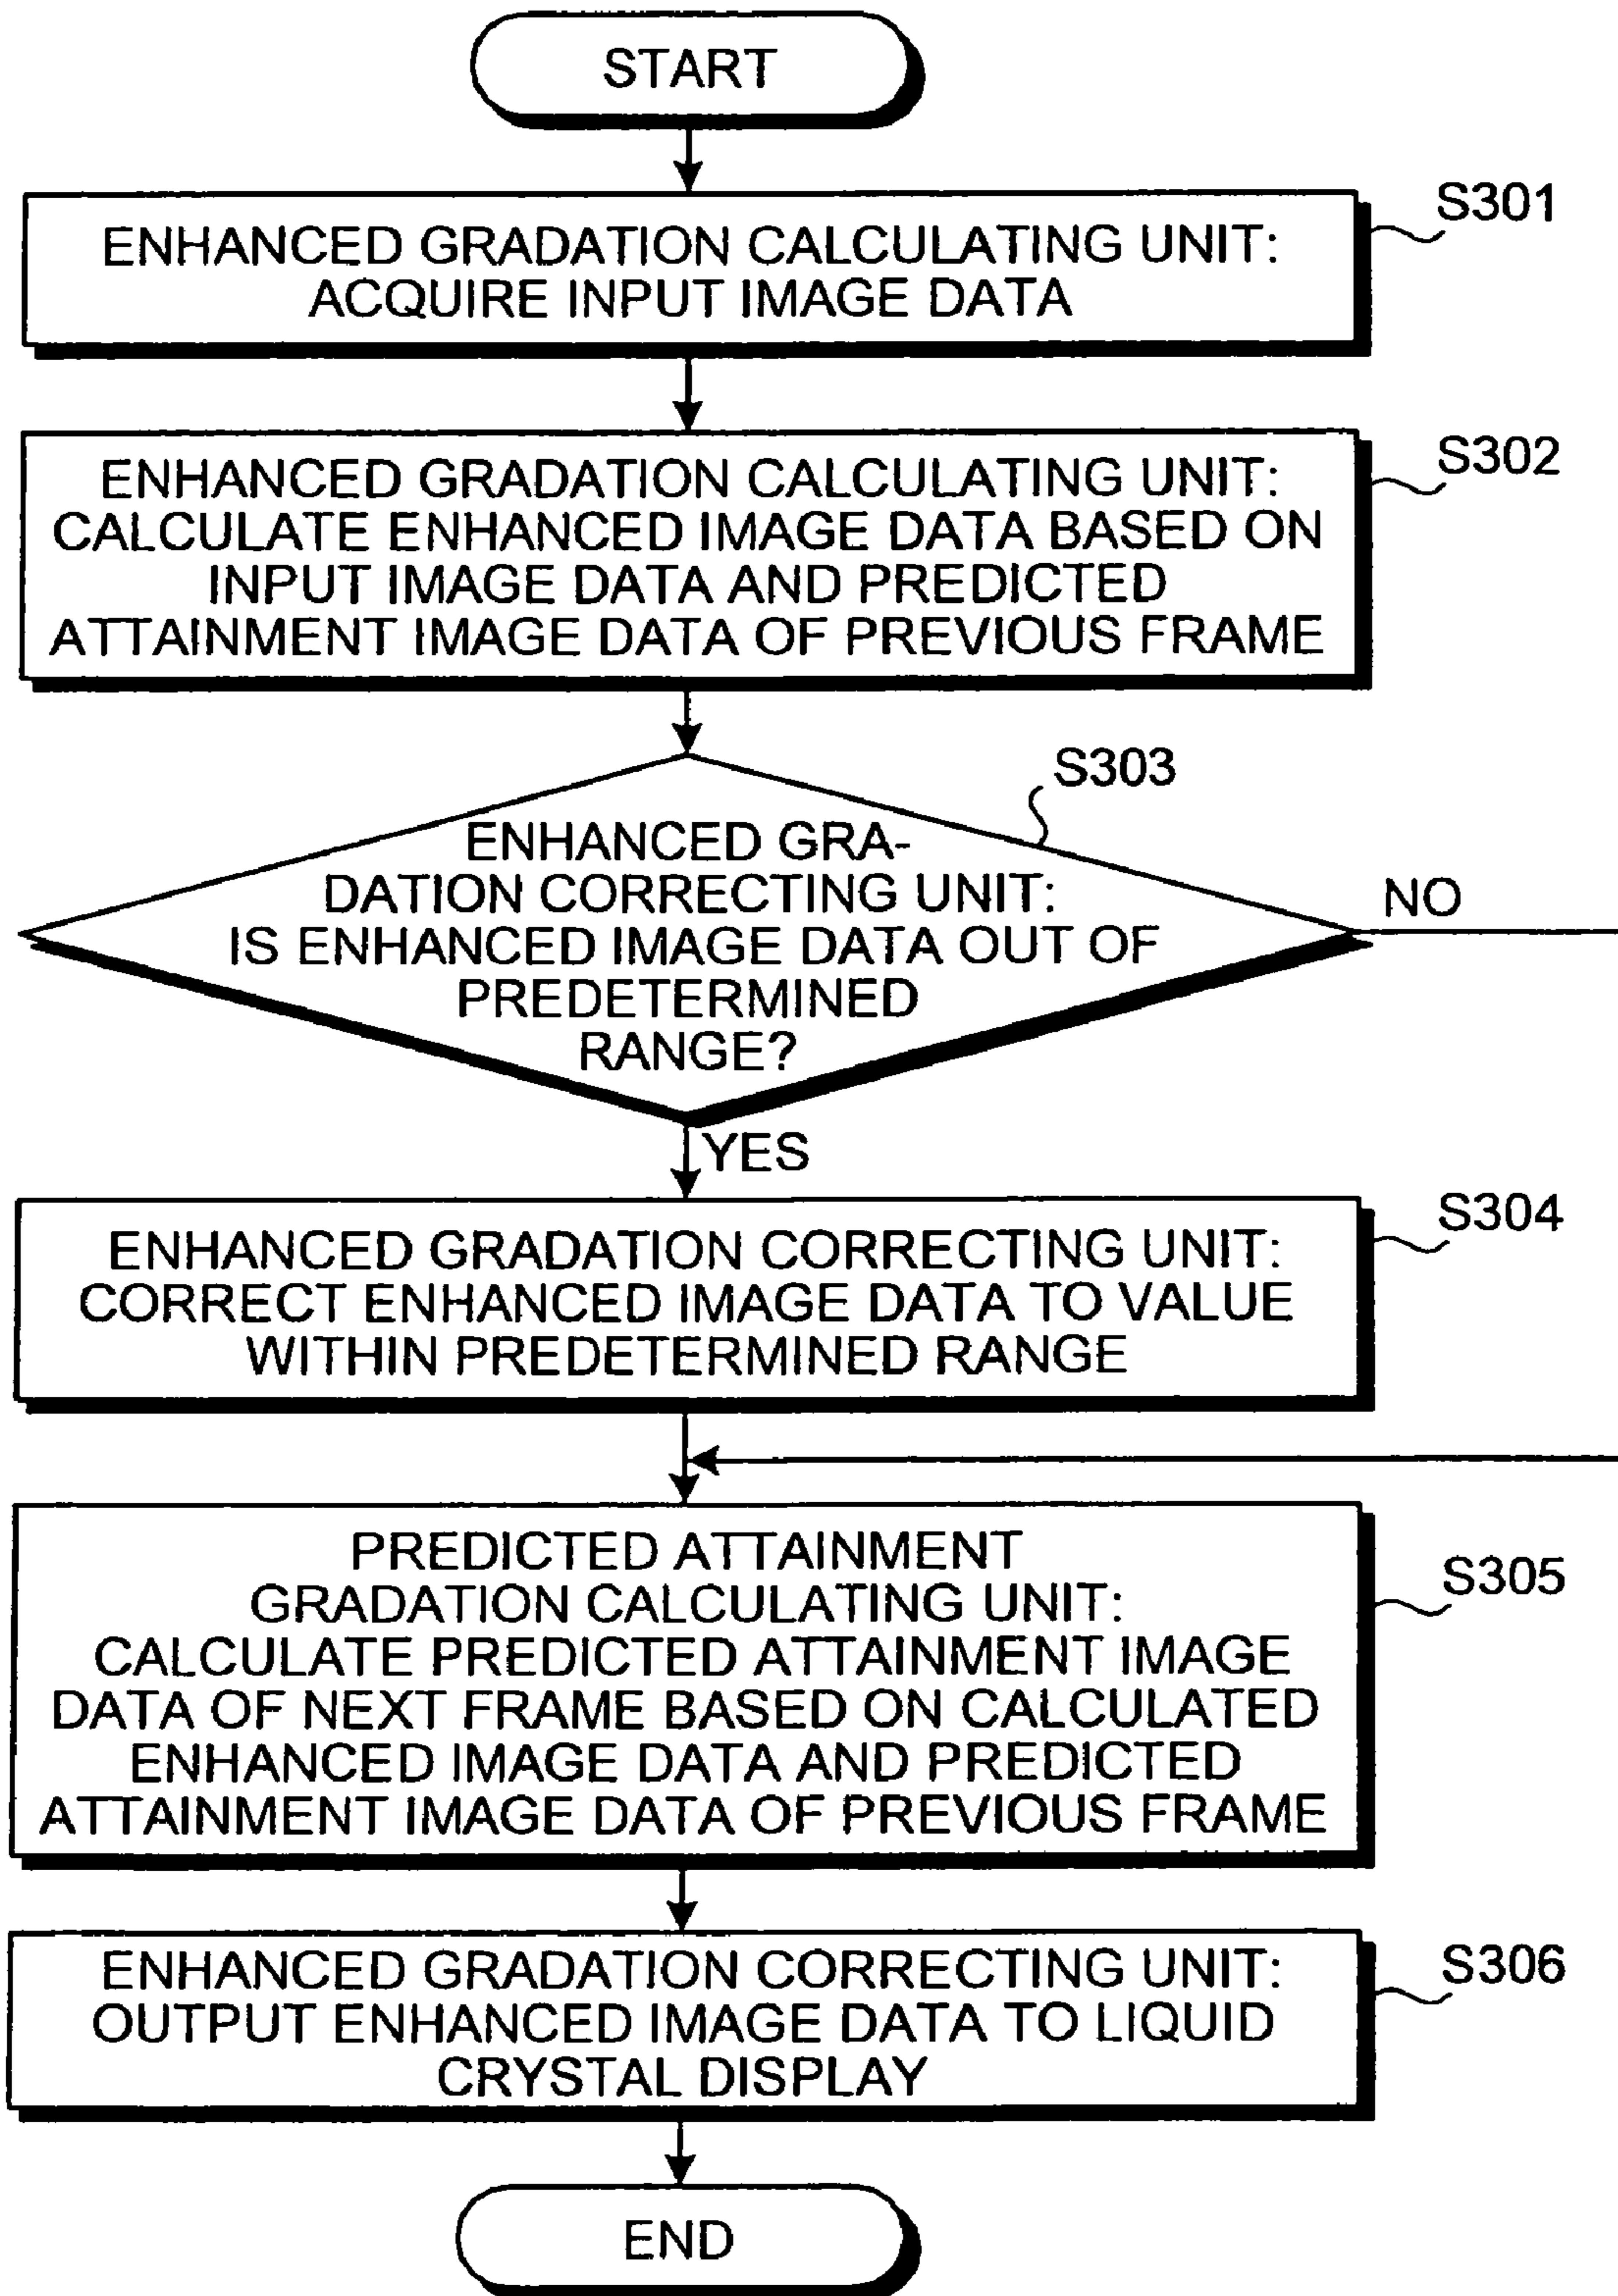 START
S301
ENHANCED GRADATION CALCULATING UNIT:
ACQUIRE INPUT IMAGE DATA
S302
ENHANCED GRADATION CALCULATING UNIT:
CALCULATE ENHANCED IMAGE DATA BASED ON
INPUT IMAGE DATA AND PREDICTED
ATTAINMENT IMAGE DATA OF PREVIOUS FRAME
S303
ENHANCED GRA-
DATION CORRECTING UNIT:
IS ENHANCED IMAGE DATA OUT OF
PREDETERMINED
RANGE?
NO
YES
S304
ENHANCED GRADATION CORRECTING UNIT:
CORRECT ENHANCED IMAGE DATA TO VALUE
WITHIN PREDETERMINED RANGE
S305
PREDICTED ATTAINMENT
GRADATION CALCULATING UNIT:
CALCULATE PREDICTED ATTAINMENT IMAGE
DATA OF NEXT FRAME BASED ON CALCULATED
ENHANCED IMAGE DATA AND PREDICTED
ATTAINMENT IMAGE DATA OF PREVIOUS FRAME
S306
ENHANCED GRADATION CORRECTING UNIT:
OUTPUT ENHANCED IMAGE DATA TO LIQUID
CRYSTAL DISPLAY
END